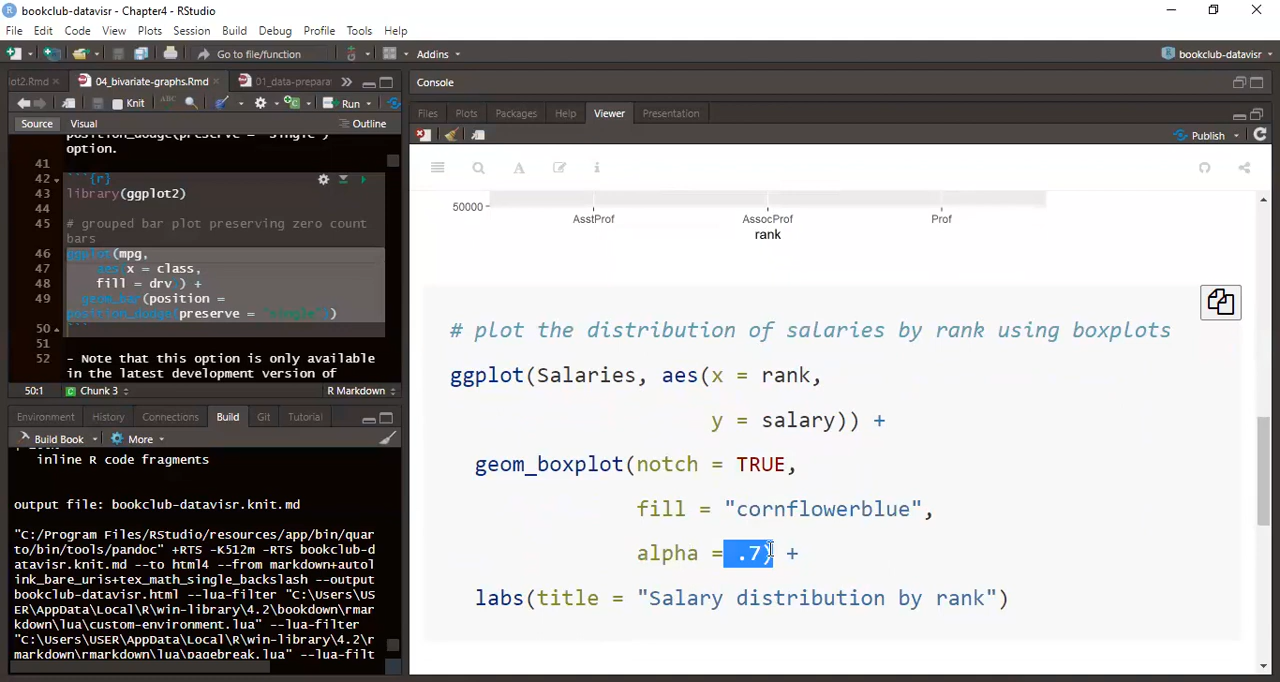 bookclub-datavisr - Chapter4 - RStudio
File Edit Code View Plots Session Build Debug Profile Tools Help
Go to file/function Addins bookclub-datavisr
lot2.Rmd 04_bivariate-graphs.Rmd 01_data-prepara
Knit ABC Run
Source Visual Outline
position_dodge(preserve = "single")
option.
41
42 ```{r}
43 library(ggplot2)
44
45 # grouped bar plot preserving zero count
bars
46 ggplot(mpg,
47 aes(x = class,
48 fill = drv)) +
49 geom_bar(position =
position_dodge(preserve = "single"))
50 ```
51
52 - Note that this option is only available
in the latest development version of
50:1 Chunk 3 R Markdown
Environment History Connections Build Git Tutorial
Build Book More
inline R code fragments
output file: bookclub-datavisr.knit.md
"C:/Program Files/RStudio/resources/app/bin/quar
to/bin/tools/pandoc" +RTS -K512m -RTS bookclub-d
atavisr.knit.md --to html4 --from markdown+autol
ink_bare_uris+tex_math_single_backslash --output
bookclub-datavisr.html --lua-filter "C:\Users\US
ER\AppData\Local\R\win-library\4.2\bookdown\rmar
kdown\lua\custom-environment.lua" --lua-filter
"C:\Users\USER\AppData\Local\R\win-library\4.2\r
markdown\rmarkdown\lua\pagebreak.lua" --lua-filt
Console
Files Plots Packages Help Viewer Presentation
Publish
50000
AsstProf AssocProf Prof
rank
# plot the distribution of salaries by rank using boxplots
ggplot(Salaries, aes(x = rank,
y = salary)) +
geom_boxplot(notch = TRUE,
fill = "cornflowerblue",
alpha = .7) +
labs(title = "Salary distribution by rank")